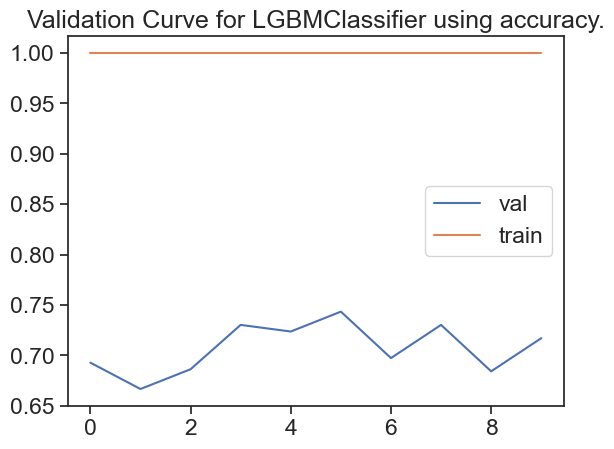 Validation Curve for LGBMClassifier using accuracy.
1.00
0.95
0.90
0.85
0.80
0.75
0.70
0.65
val
train
0 2 4 6 8